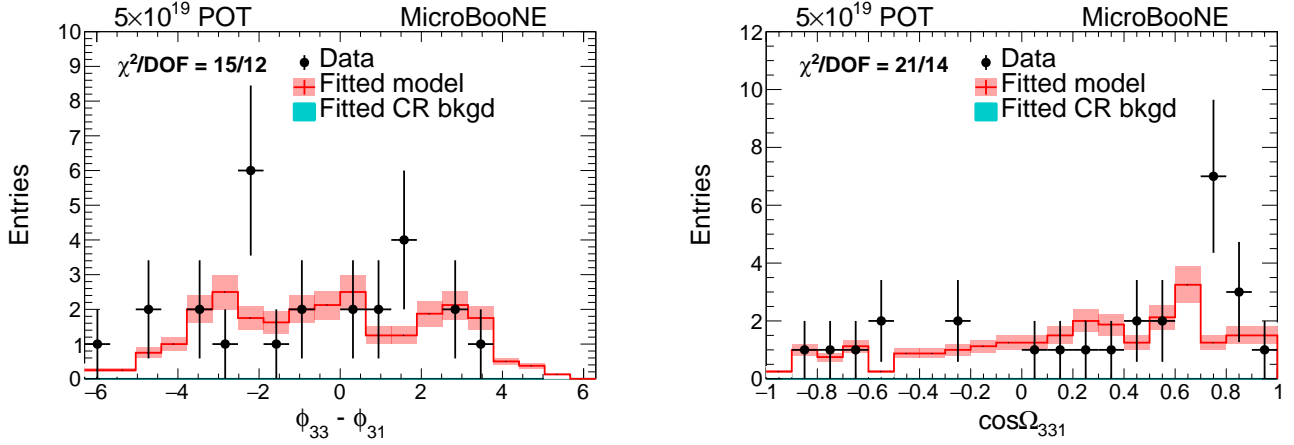 5×10¹⁹ POT MicroBooNE
χ²/DOF = 15/12
Data
Fitted model
Fitted CR bkgd
Entries
10
9
8
7
6
5
4
3
2
1
0
−6 −4 −2 0 2 4 6
ϕ₃₃ - ϕ₃₁
5×10¹⁹ POT MicroBooNE
χ²/DOF = 21/14
Data
Fitted model
Fitted CR bkgd
Entries
12
10
8
6
4
2
0
−1 −0.8 −0.6 −0.4 −0.2 0 0.2 0.4 0.6 0.8 1
cosΩ₃₃₁